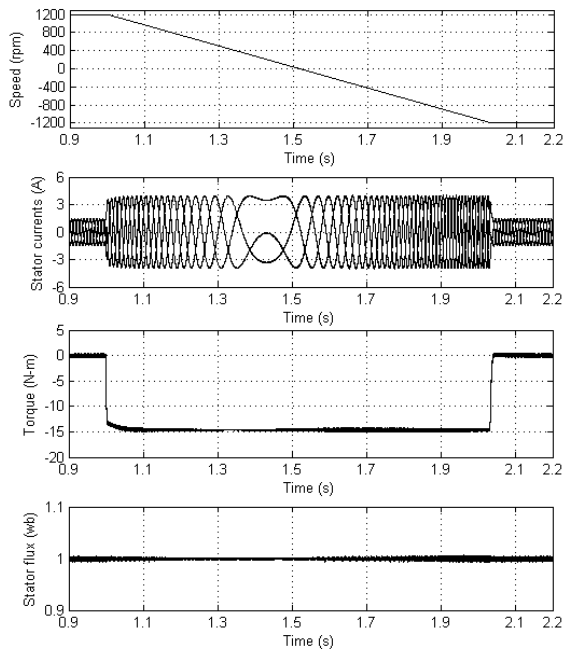 1200
800
400
0
-400
-800
-1200
Speed (rpm)
0.9 1.1 1.3 1.5 1.7 1.9 2.1 2.2
Time (s)
6
3
0
-3
-6
Stator currents (A)
0.9 1.1 1.3 1.5 1.7 1.9 2.1 2.2
Time (s)
5
0
-5
-10
-15
-20
Torque (N-m)
0.9 1.1 1.3 1.5 1.7 1.9 2.1 2.2
Time (s)
1.1
1
0.9
Stator flux (wb)
0.9 1.1 1.3 1.5 1.7 1.9 2.1 2.2
Time (s)